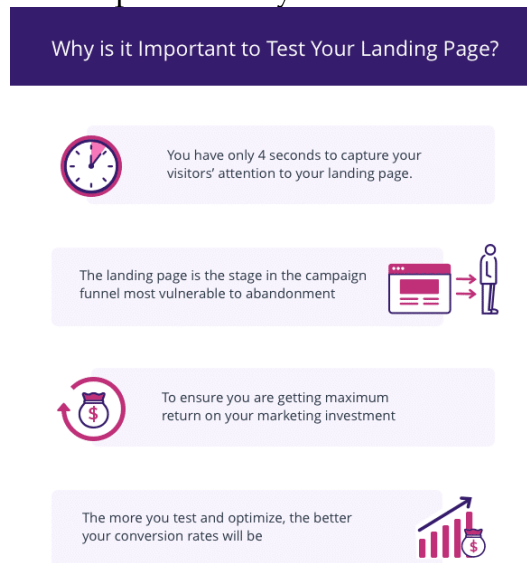 Why is it Important to Test Your Landing Page?
You have only 4 seconds to capture your
visitors’ attention to your landing page.
The landing page is the stage in the campaign
funnel most vulnerable to abandonment
$
To ensure you are getting maximum
return on your marketing investment
The more you test and optimize, the better
your conversion rates will be
$